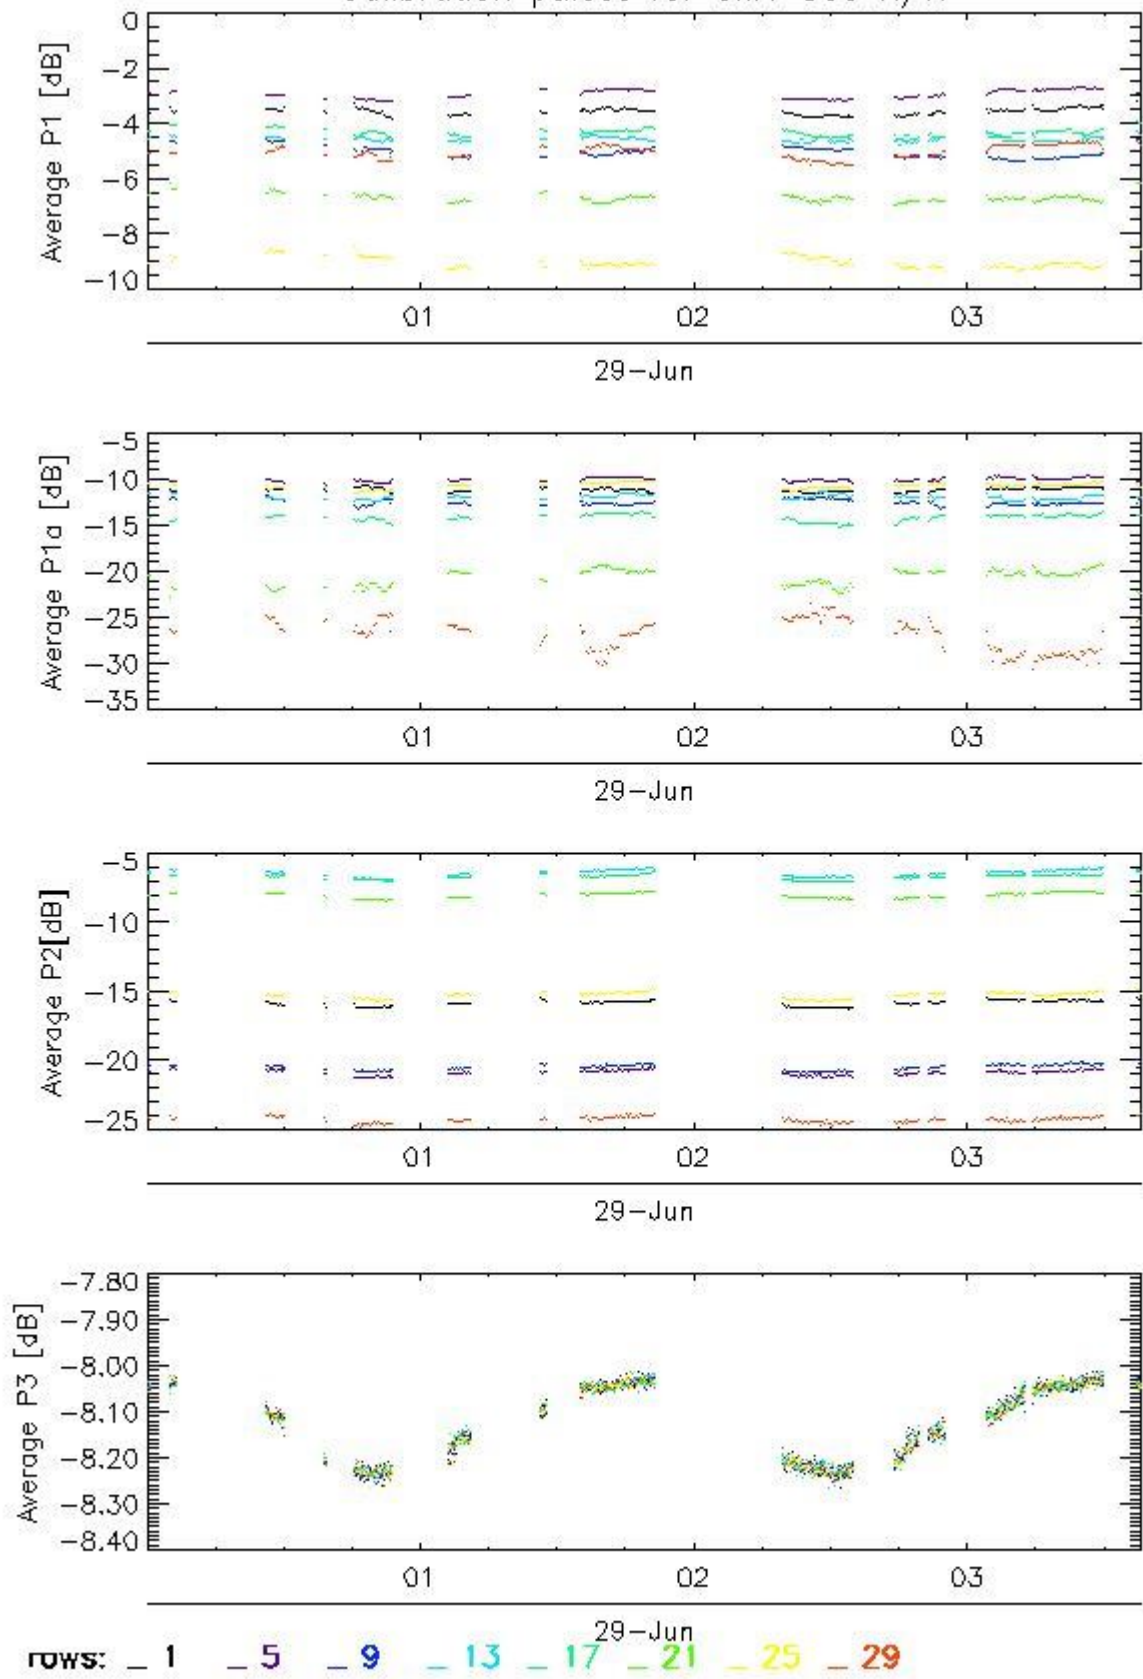 0
-2
-4
-6
-8
-10
Average P1 [dB]
01 02 03
29-Jun
-5
-10
-15
-20
-25
-30
-35
Average P1a [dB]
01 02 03
29-Jun
-5
-10
-15
-20
-25
Average P2[dB]
01 02 03
29-Jun
-7.80
-7.90
-8.00
-8.10
-8.20
-8.30
-8.40
Average P3 [dB]
01 02 03
29-Jun
rows: _ 1 _ 5 _ 9 _ 13 _ 17 _ 21 _ 25 _ 29